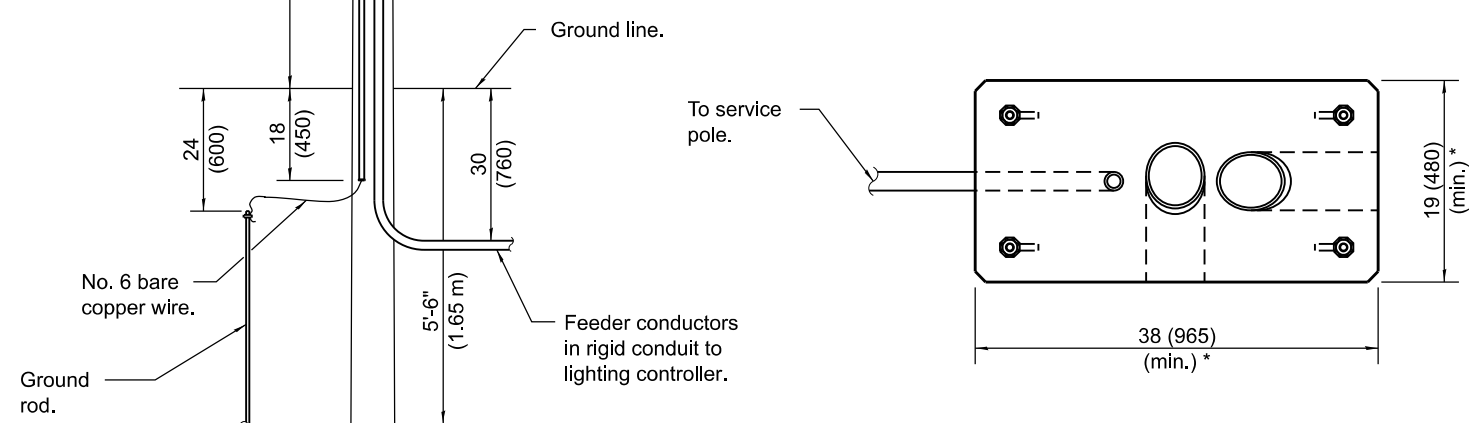 Ground line.
24
(600)
18
(450)
30
(760)
No. 6 bare
copper wire.
5'-6"
(1.65 m)
Feeder conductors
in rigid conduit to
lighting controller.
Ground
rod.
To service
pole.
19 (480)
(min.) *
38 (965)
(min.) *